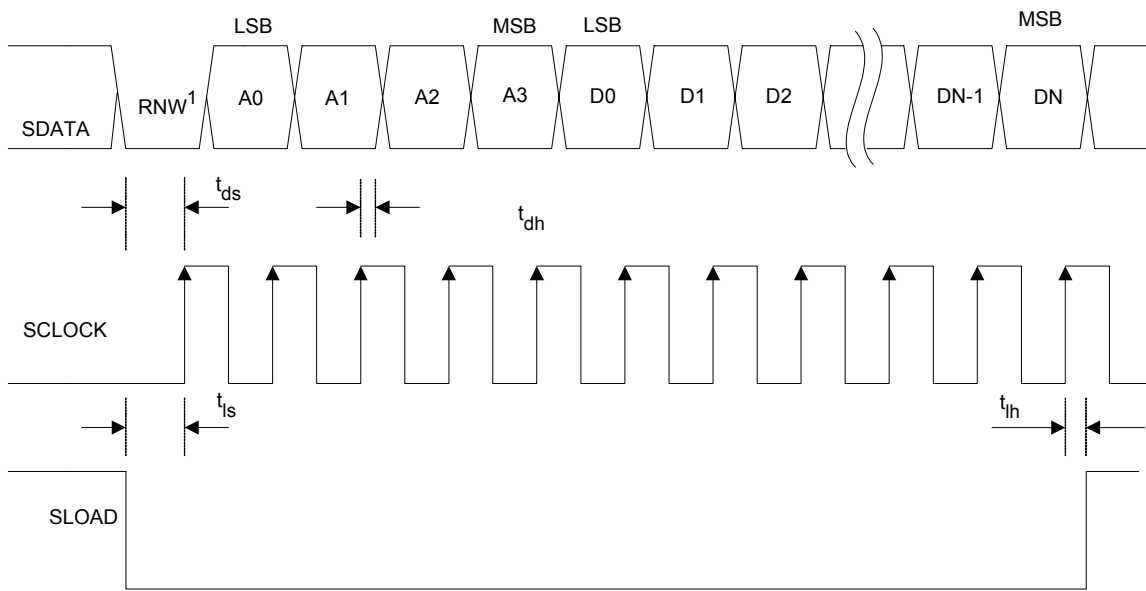 LSB MSB LSB MSB
SDATA RNW¹ A0 A1 A2 A3 D0 D1 D2 DN-1 DN
tds tdh
SCLOCK
tls tlh
SLOAD